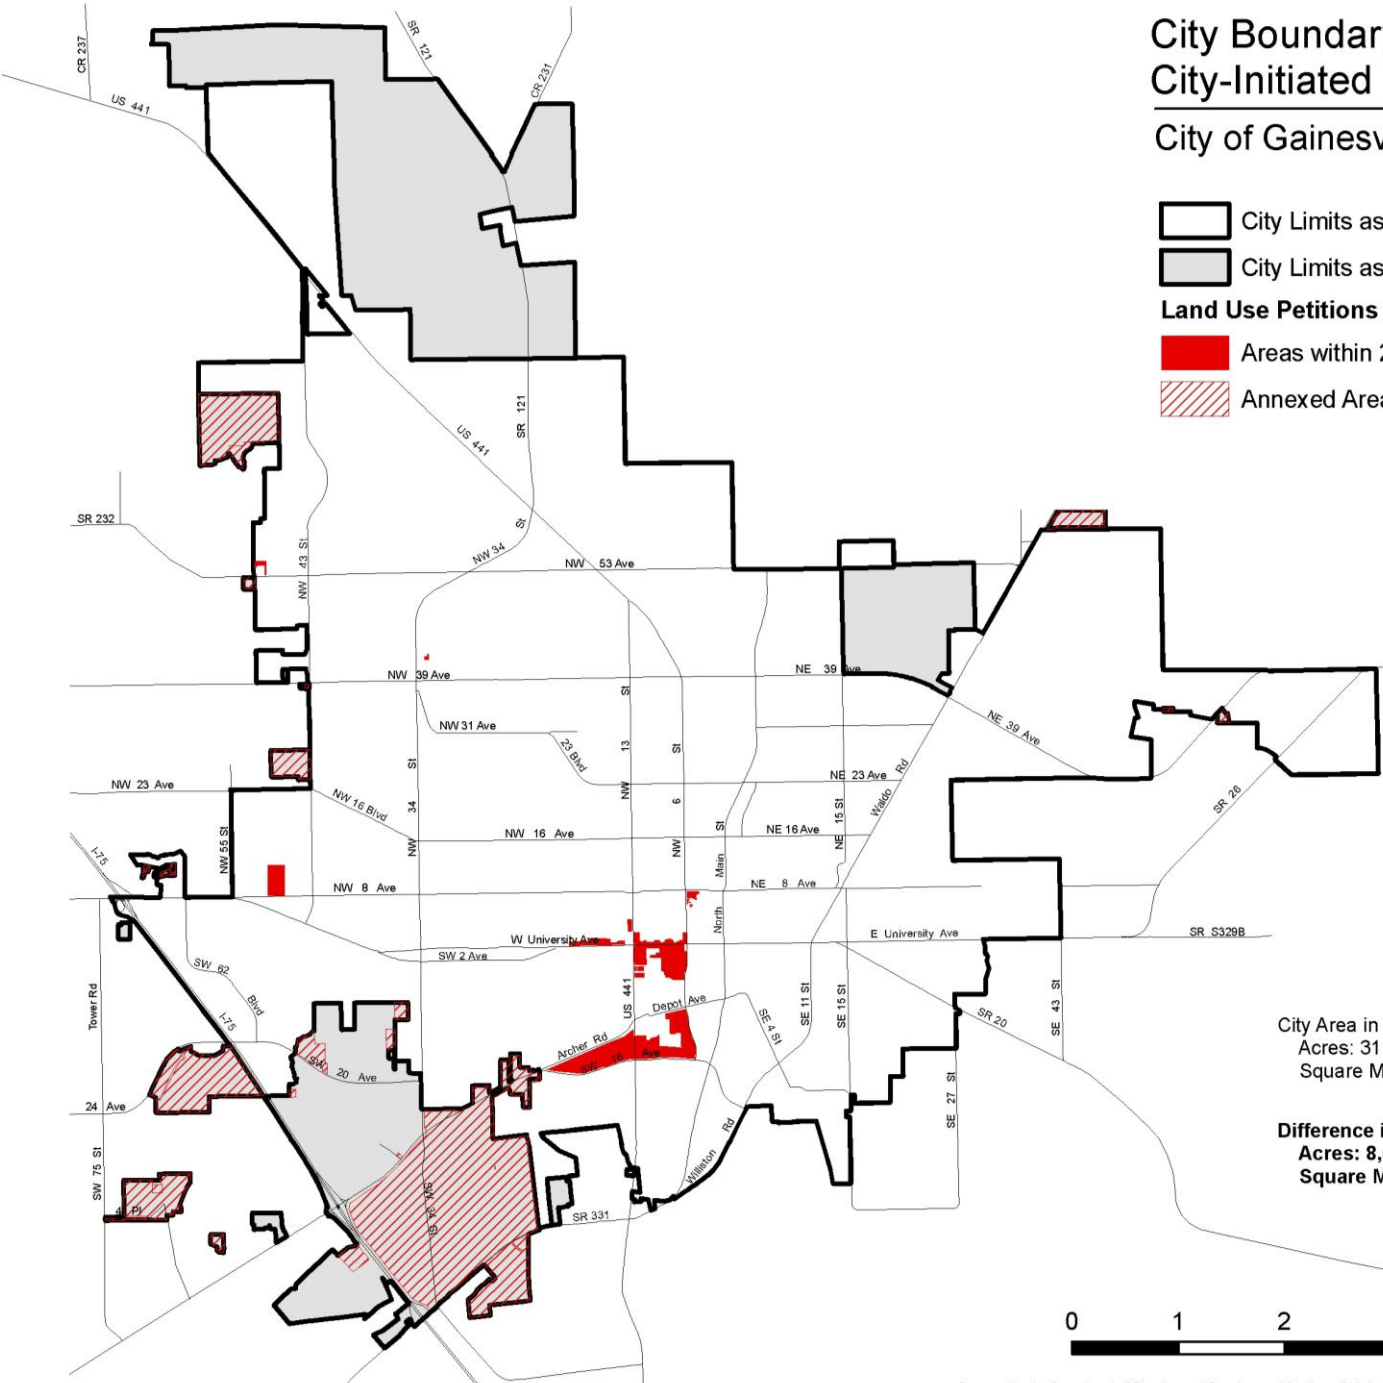 City Boundar
City-Initiated
City of Gainesv
City Limits as
City Limits as
Land Use Petitions
Areas within 2
Annexed Area
CR 237
US 441
SR 121
CR 231
SR 121
US 441
SR 232
NW 43 St
NW 34 St
NW 53 Ave
NW 39 Ave
NE 39 Ave
NW 31 Ave
23 Blvd
NW 13 St
NW 6 St
NE 39 Ave
NW 23 Ave
NW 16 Blvd
NW 34 St
NE 23 Ave
Waldo Rd
SR 26
NW 55 St
NW 16 Ave
NE 16 Ave
NE 15 St
I-75
NW 8 Ave
NE 8 Ave
North Main St
W University Ave
E University Ave
SR S329B
SW 2 Ave
SW 62 Blvd
Tower Rd
I-75
US 441
Depot Ave
SE 4 St
SE 11 St
SE 15 St
SR 20
SE 43 St
Archer Rd
SW 16 Ave
SW 20 Ave
24 Ave
SE 27 St
SW 75 St
Williston Rd
SW 34 St
SR 331
City Area in
Acres: 31
Square M
Difference i
Acres: 8,
Square M
0 1 2